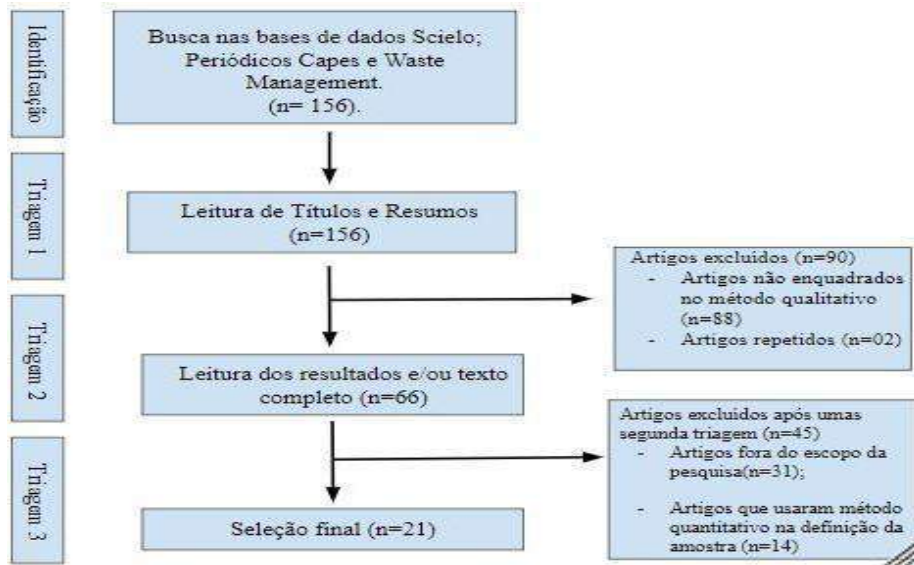 Identificação
Busca nas bases de dados Scielo;
Periódicos Capes e Waste
Management.
(n= 156).
Triagem 1
Leitura de Títulos e Resumos
(n=156)
Artigos excluídos (n=90)
- Artigos não enquadrados
no método qualitativo
(n=88)
- Artigos repetidos (n=02)
Triagem 2
Leitura dos resultados e/ou texto
completo (n=66)
Artigos excluídos após umas
segunda triagem (n=45)
- Artigos fora do escopo da
pesquisa(n=31);
- Artigos que usaram método
quantitativo na definição da
amostra (n=14)
Triagem 3
Seleção final (n=21)